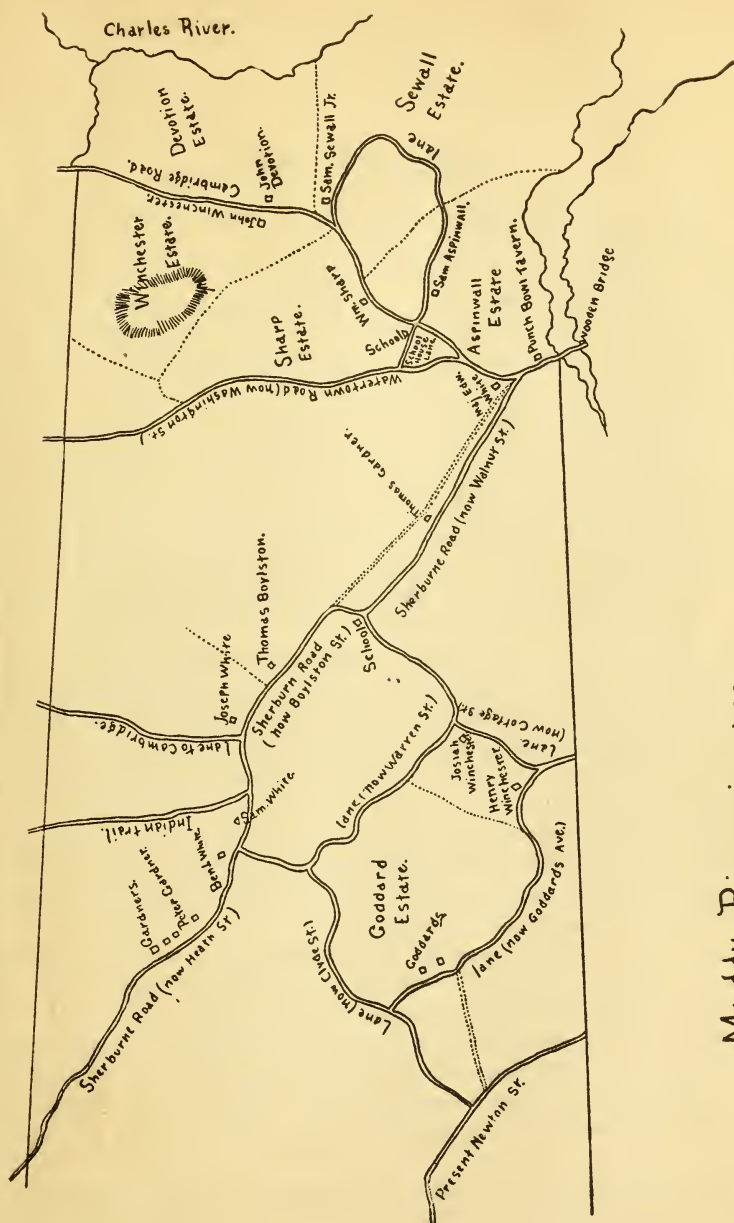 Charles River.
Devotion
Estate.
Cambridge Road.
John
Devotion.
John Winchester
Winchester
Estate.
Sam. Sewall Jr.
Sewall
Estate.
lane
Sam Aspinwall.
Wm. Sharp
Sharp
Estate.
School
School
House
Lane
Aspinwall
Estate
Punch Bowl Tavern.
Wooden Bridge
Maj Edw.
White
Watertown Road (now Washington St.)
Thomas Gardner.
Sherburne Road (now Walnut St.)
Thomas Boylston.
Joseph White
Sherburn Road
(now Boylston St.)
School
Lane to Cambridge.
Indian trail.
Sam. White.
Benj. White.
Peter Gardner.
Gardners.
Sherburne Road (now Heath St.)
lane (now Warren St.)
Lane.
(now Cottage St.)
Josiah
Winchester
Henry
Winchester.
Goddard
Estate.
Goddards
lane (now Goddards Ave.)
Lane (now Clyde St.)
Present Newton St.